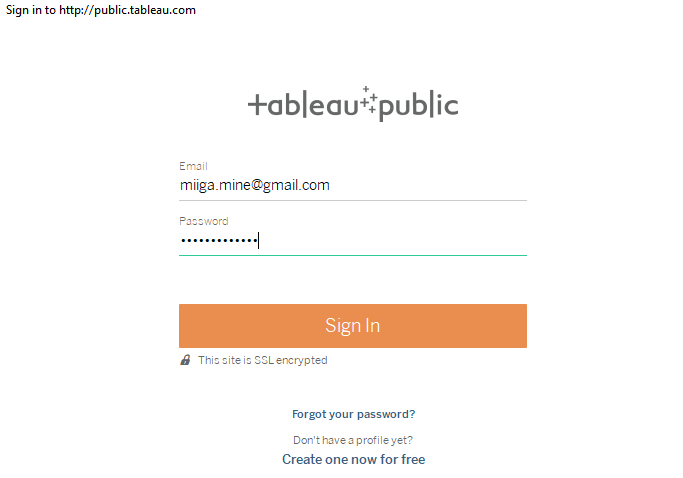 Sign in to http://public.tableau.com
tableau public
Email
miiga.mine@gmail.com
Password
•••••••••••••
Sign In
This site is SSL encrypted
Forgot your password?
Don't have a profile yet?
Create one now for free